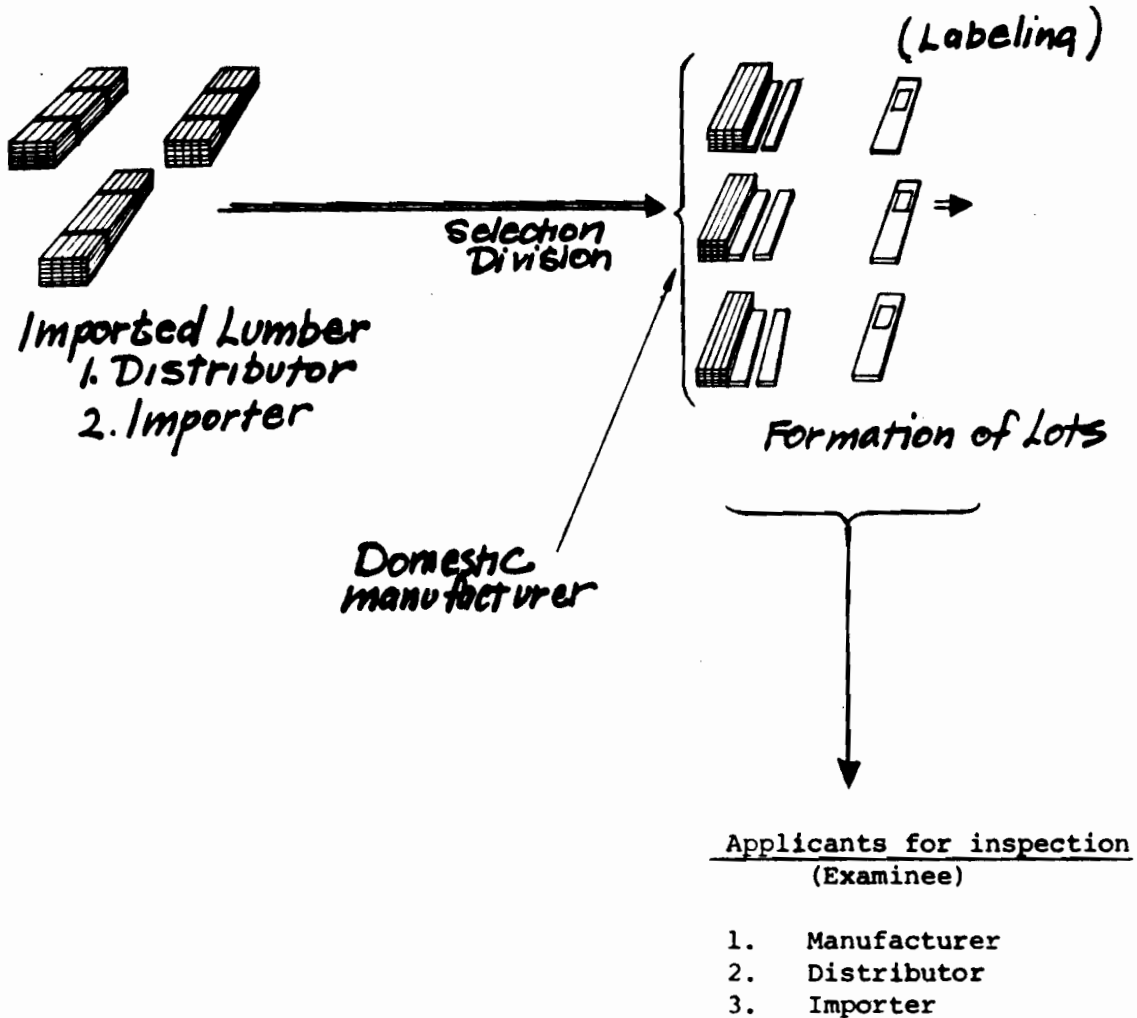 (Labeling)
Selection
Division
Imported Lumber
1. Distributor
2. Importer
Formation of Lots
Domestic
manufacturer
Applicants for inspection
(Examinee)
1. Manufacturer
2. Distributor
3. Importer